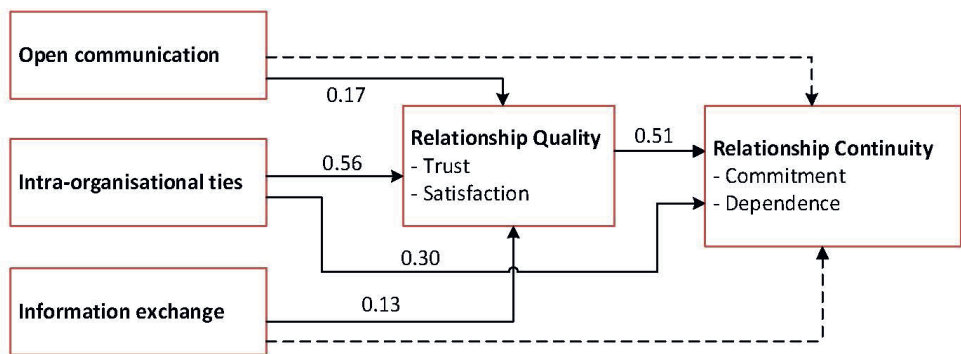 Open communication
0.17
Relationship Quality
- Trust
- Satisfaction
0.51
Relationship Continuity
- Commitment
- Dependence
Intra-organisational ties
0.56
0.30
Information exchange
0.13